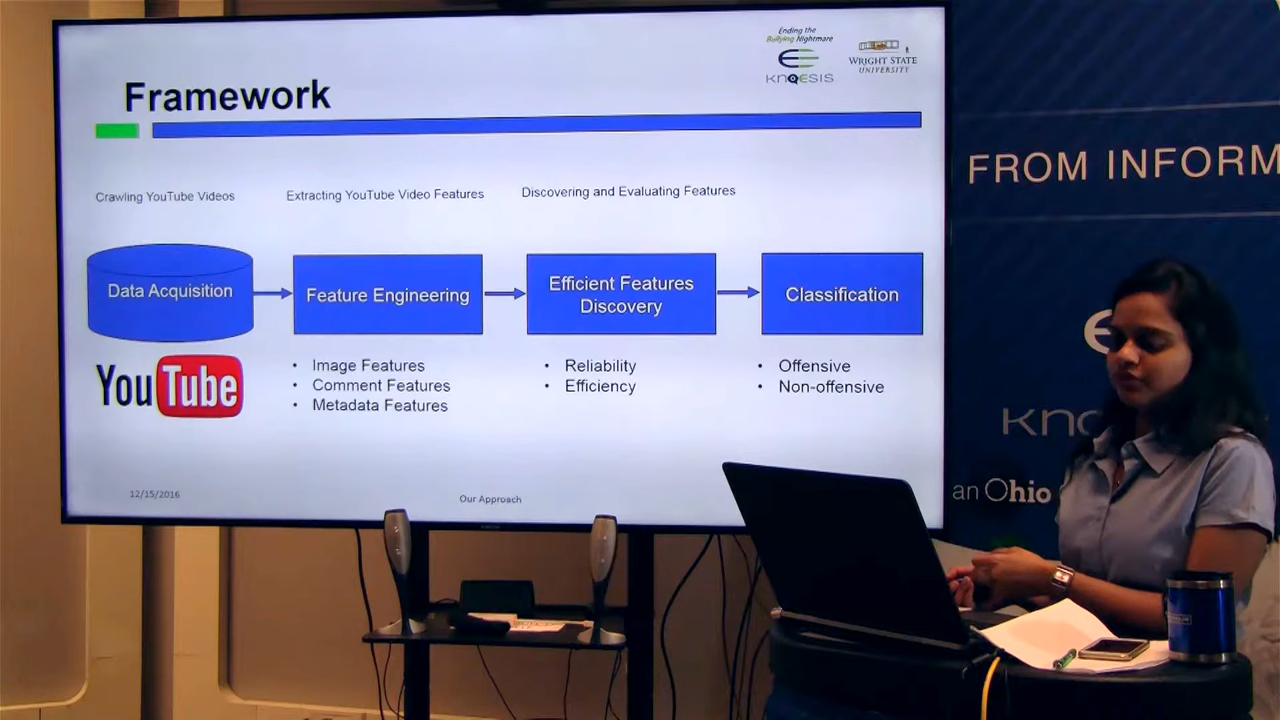 Ending the
Bullying Nightmare
KNOESIS
WRIGHT STATE
UNIVERSITY
Framework
Crawling YouTube Videos
Extracting YouTube Video Features
Discovering and Evaluating Features
Data Acquisition
Feature Engineering
Efficient Features
Discovery
Classification
YouTube
• Image Features
• Comment Features
• Metadata Features
• Reliability
• Efficiency
• Offensive
• Non-offensive
12/15/2016
Our Approach
FROM INFORM
KNO
an Ohio